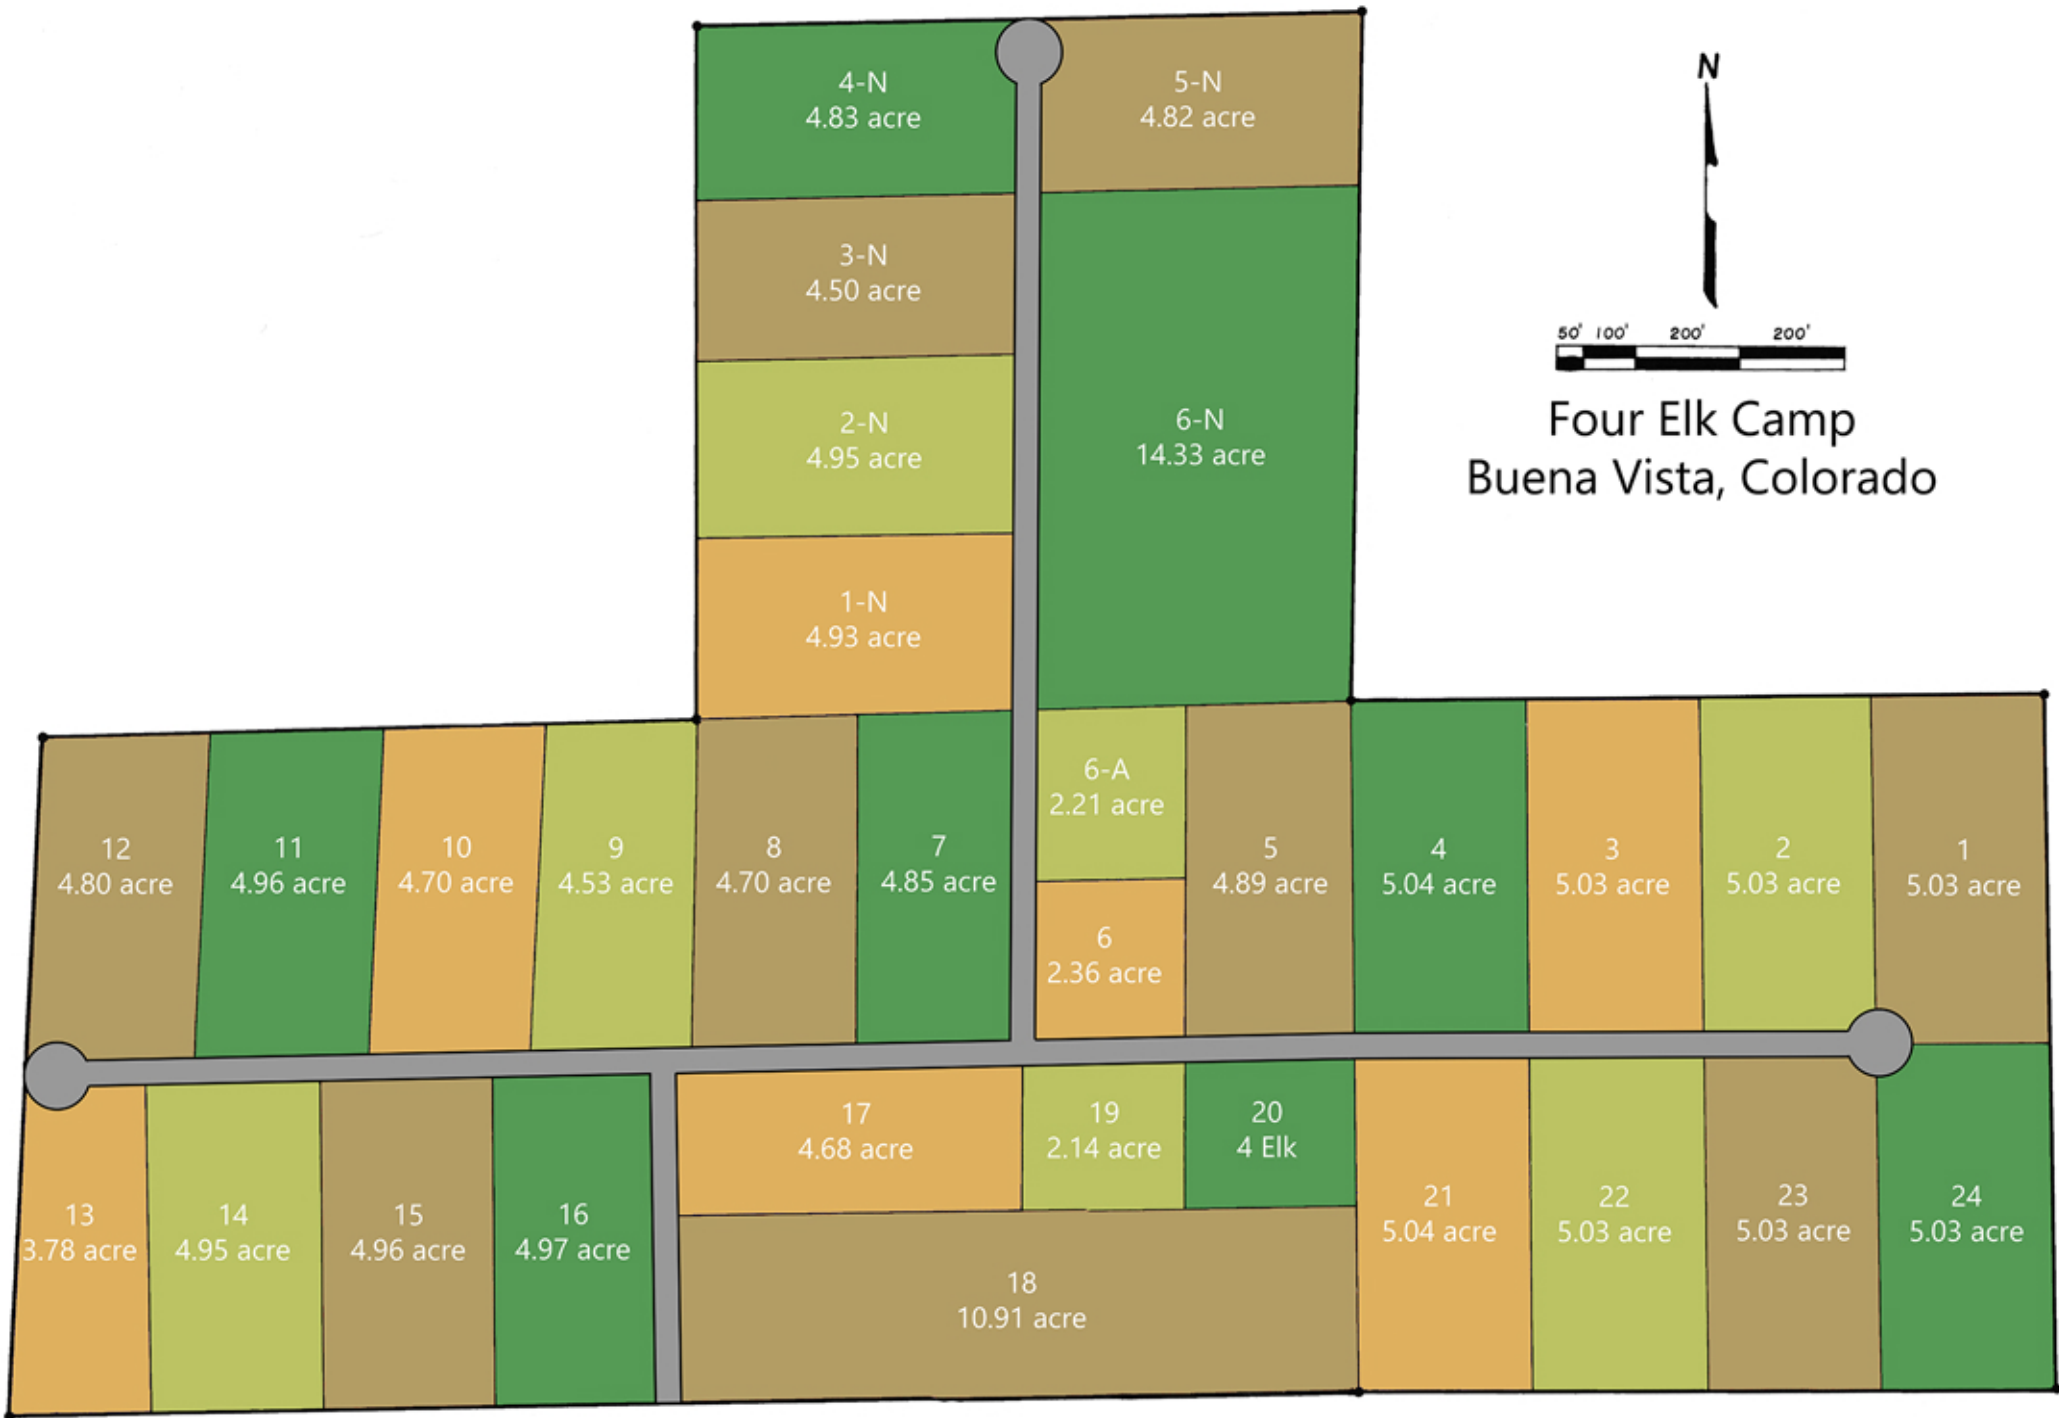 4-N
4.83 acre
5-N
4.82 acre
N
3-N
4.50 acre
50' 100' 200' 200'
Four Elk Camp
Buena Vista, Colorado
2-N
4.95 acre
6-N
14.33 acre
1-N
4.93 acre
12
4.80 acre
11
4.96 acre
10
4.70 acre
9
4.53 acre
8
4.70 acre
7
4.85 acre
6-A
2.21 acre
6
2.36 acre
5
4.89 acre
4
5.04 acre
3
5.03 acre
2
5.03 acre
1
5.03 acre
13
3.78 acre
14
4.95 acre
15
4.96 acre
16
4.97 acre
17
4.68 acre
19
2.14 acre
20
4 Elk
18
10.91 acre
21
5.04 acre
22
5.03 acre
23
5.03 acre
24
5.03 acre